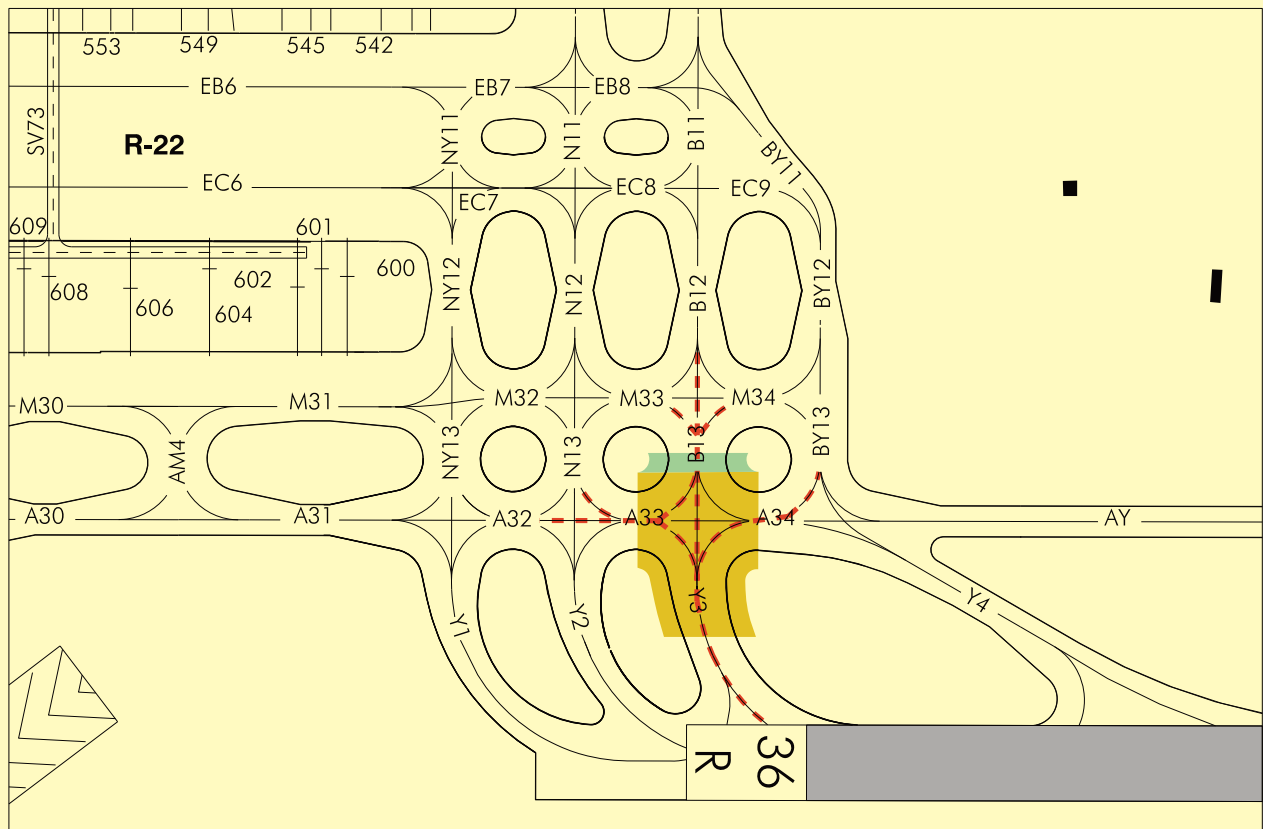 553
549
545
542
EB6
EB7
EB8
SV73
R-22
NY11
N11
B11
BY11
EC6
EC7
EC8
EC9
609
601
608
606
604
602
600
NY12
N12
B12
BY12
M30
M31
M32
M33
M34
AM4
NY13
N13
B13
BY13
A30
A31
A32
A33
A34
AY
Y1
Y2
Y3
Y4
36
R